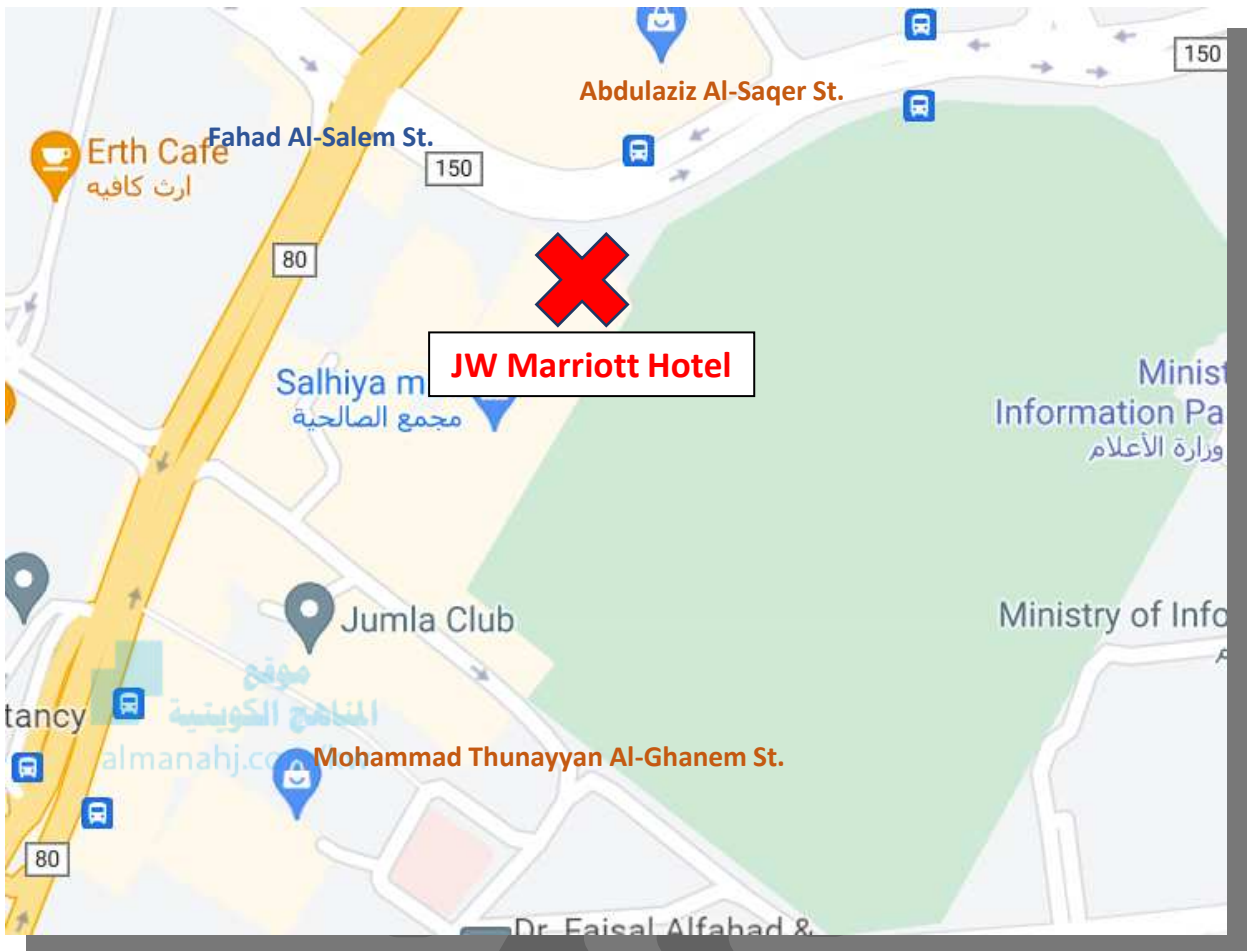 150
Abdulaziz Al-Saqer St.
Fahad Al-Salem St.
Erth Cafe
ارث كافيه
150
80
JW Marriott Hotel
Salhiya m
مجمع الصالحية
Minist
Information Pa
وزارة الأعلام
Jumla Club
Ministry of Info
م
موقع
المناهج الكويتية
almanahj.co
tancy
Mohammad Thunayyan Al-Ghanem St.
80
Dr. Faisal Alfahad &